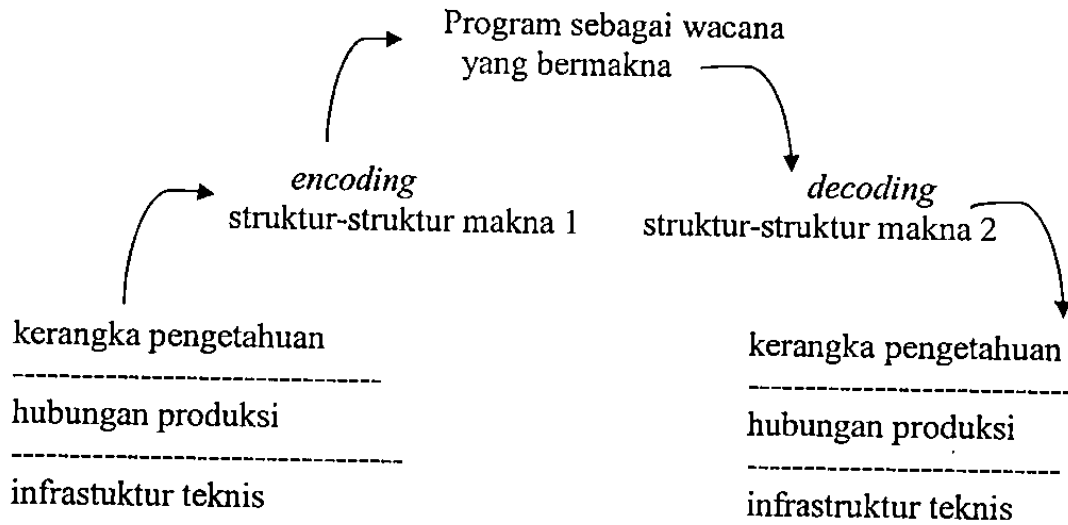 Program sebagai wacana
yang bermakna
encoding
struktur-struktur makna 1
decoding
struktur-struktur makna 2
kerangka pengetahuan
hubungan produksi
infrastuktur teknis
kerangka pengetahuan
hubungan produksi
infrastruktur teknis